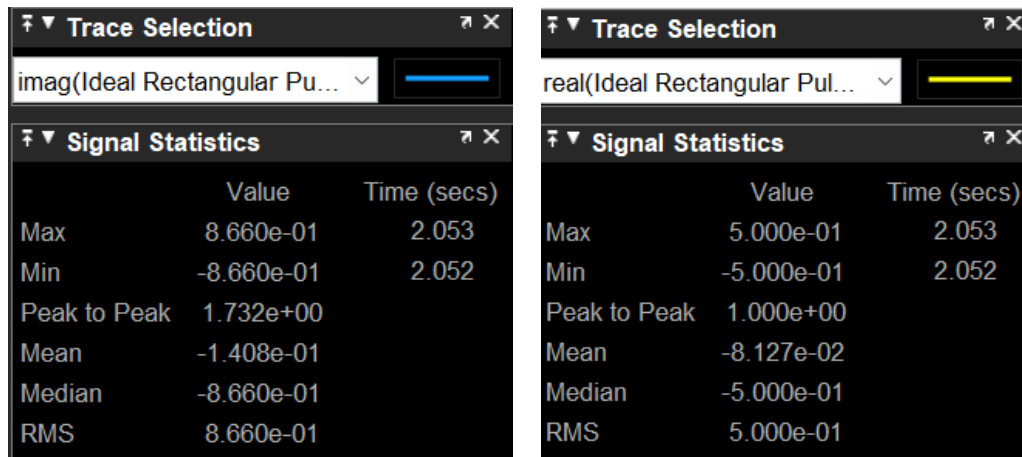 Trace Selection
imag(Ideal Rectangular Pu...
Signal Statistics
Value Time (secs)
Max 8.660e-01 2.053
Min -8.660e-01 2.052
Peak to Peak 1.732e+00
Mean -1.408e-01
Median -8.660e-01
RMS 8.660e-01
Trace Selection
real(Ideal Rectangular Pul...
Signal Statistics
Value Time (secs)
Max 5.000e-01 2.053
Min -5.000e-01 2.052
Peak to Peak 1.000e+00
Mean -8.127e-02
Median -5.000e-01
RMS 5.000e-01